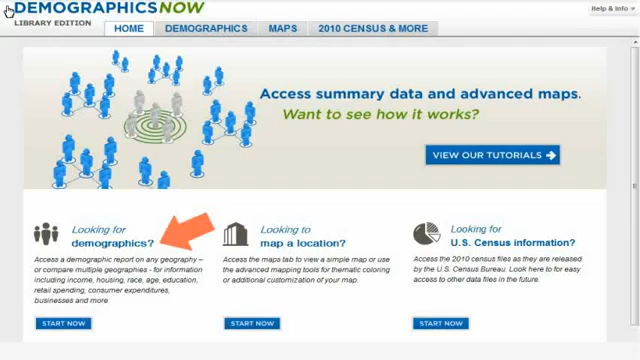 DEMOGRAPHICSNOW
LIBRARY EDITION
Help & Info
HOME DEMOGRAPHICS MAPS 2010 CENSUS & MORE
Access summary data and advanced maps.
Want to see how it works?
VIEW OUR TUTORIALS
Looking for
demographics?
Access a demographic report on any geography –
or compare multiple geographies - for information
including income, housing, race, age, education,
retail spending, consumer expenditures,
businesses and more
START NOW
Looking to
map a location?
Access the maps tab to view a simple map or use
the advanced mapping tools for thematic coloring
or additional customization of your map.
START NOW
Looking for
U.S. Census information?
Access the 2010 census files as they are released
by the U.S. Census Bureau. Look here to for easy
access to other data files in the future.
START NOW